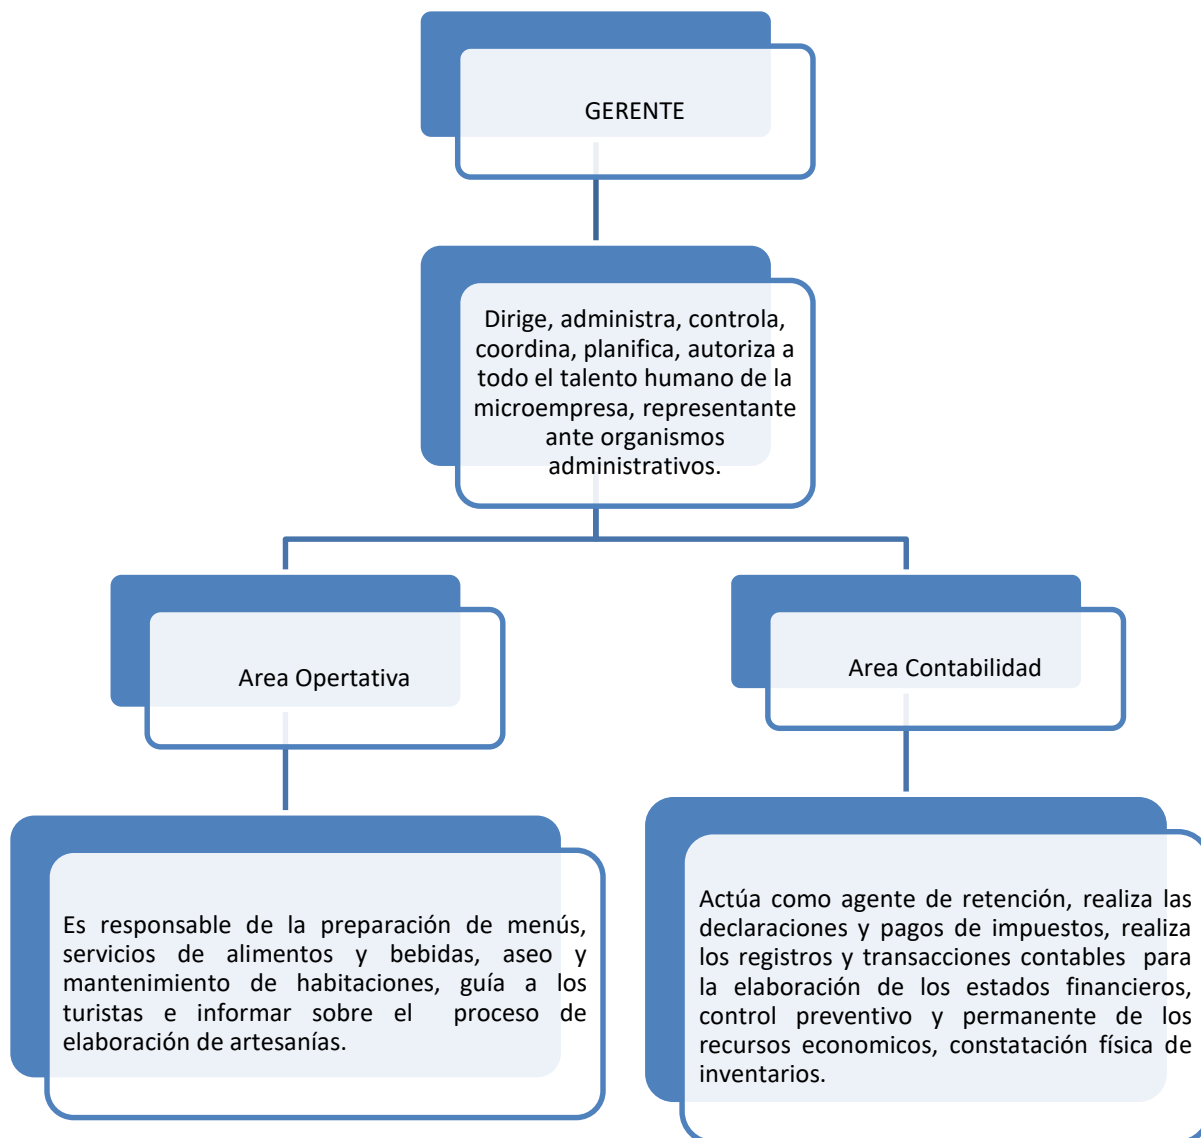 GERENTE
Dirige, administra, controla,
coordina, planifica, autoriza a
todo el talento humano de la
microempresa, representante
ante organismos
administrativos.
Area Opertativa
Area Contabilidad
Es responsable de la preparación de menús,
servicios de alimentos y bebidas, aseo y
mantenimiento de habitaciones, guía a los
turistas e informar sobre el proceso de
elaboración de artesanías.
Actúa como agente de retención, realiza las
declaraciones y pagos de impuestos, realiza
los registros y transacciones contables para
la elaboración de los estados financieros,
control preventivo y permanente de los
recursos economicos, constatación física de
inventarios.